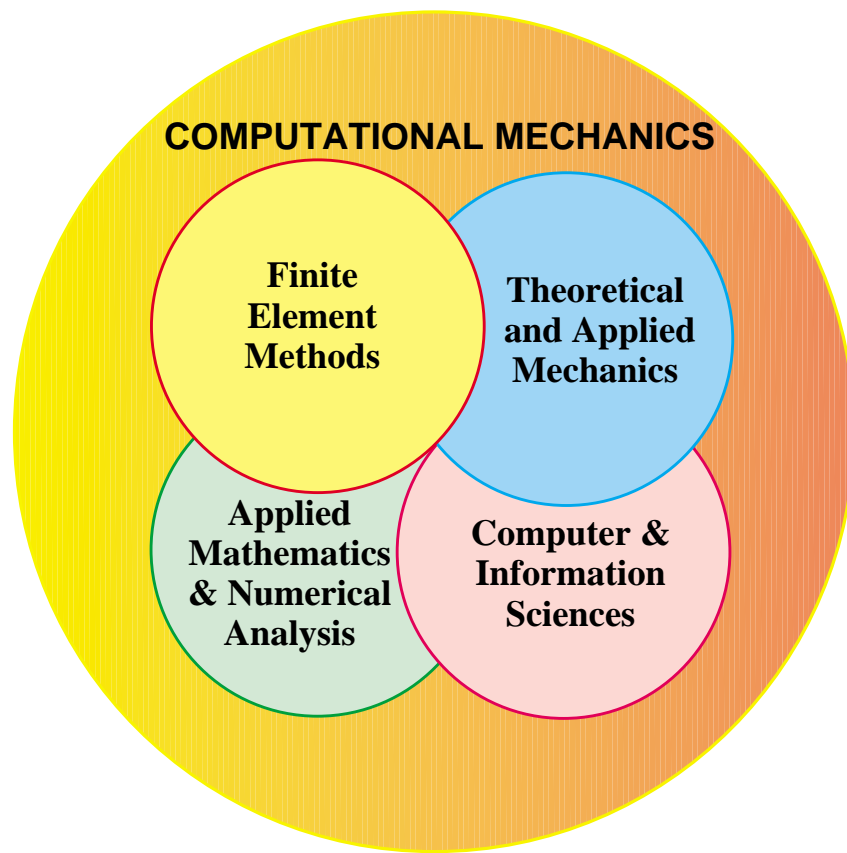 COMPUTATIONAL MECHANICS
Finite
Element
Methods
Theoretical
and Applied
Mechanics
Applied
Mathematics
& Numerical
Analysis
Computer &
Information
Sciences